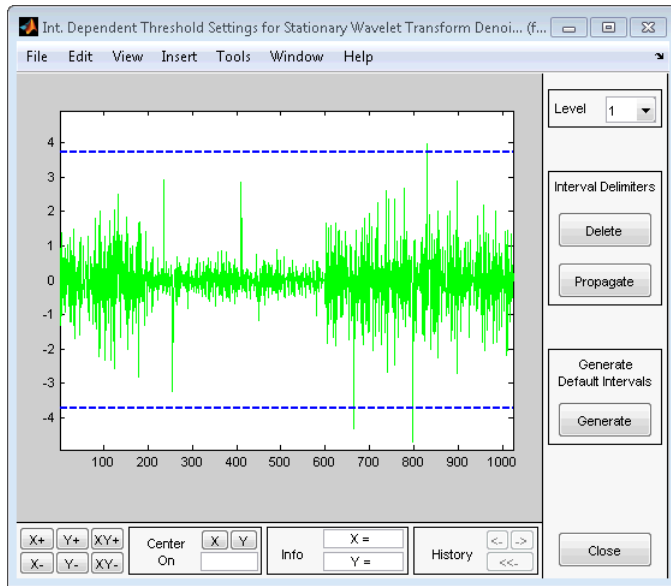 Int. Dependent Threshold Settings for Stationary Wavelet Transform Denoi... (f...
File Edit View Insert Tools Window Help
Level 1
4
3
2
1
0
-1
-2
-3
-4
100 200 300 400 500 600 700 800 900 1000
Interval Delimiters
Delete
Propagate
Generate
Default Intervals
Generate
X+ Y+ XY+
X- Y- XY-
Center
On
X Y
Info
X =
Y =
History
<- ->
<<-
Close